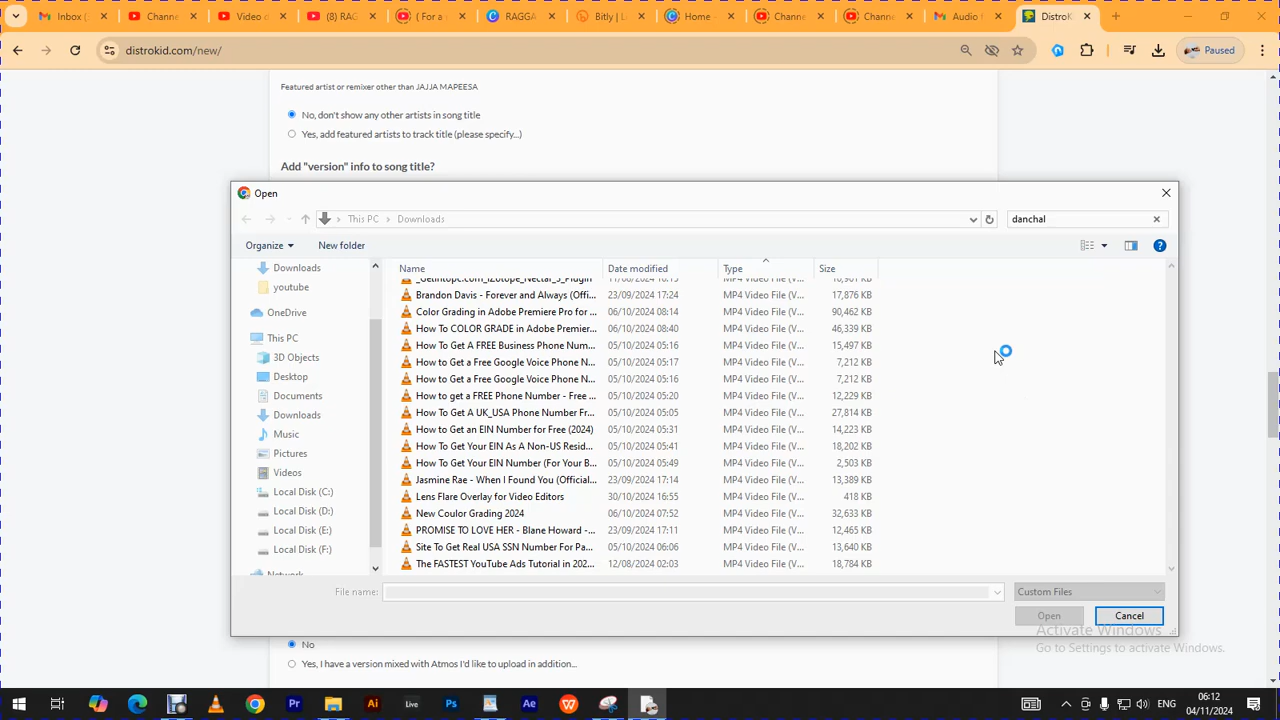 Inbox (
Channe
Video d
(8) RAG
( For a
RAGGA
Bitly | L
Home -
Channe
Channe
Audio f
DistroK
distrokid.com/new/
Paused
Featured artist or remixer other than JAJJA MAPEESA
No, don't show any other artists in song title
Yes, add featured artists to track title (please specify...)
Add "version" info to song title?
Open
This PC
Downloads
danchal
Organize
New folder
Name
Date modified
Type
Size
Downloads
youtube
OneDrive
This PC
3D Objects
Desktop
Documents
Downloads
Music
Pictures
Videos
Local Disk (C:)
Local Disk (D:)
Local Disk (E:)
Local Disk (F:)
Network
Brandon Davis - Forever and Always (Offi... 23/09/2024 17:24 MP4 Video File (V... 17,876 KB
Color Grading in Adobe Premiere Pro for ... 06/10/2024 08:14 MP4 Video File (V... 90,462 KB
How To COLOR GRADE in Adobe Premier... 06/10/2024 08:40 MP4 Video File (V... 46,339 KB
How To Get A FREE Business Phone Num... 05/10/2024 05:16 MP4 Video File (V... 15,497 KB
How to Get a Free Google Voice Phone N... 05/10/2024 05:17 MP4 Video File (V... 7,212 KB
How to Get a Free Google Voice Phone N... 05/10/2024 05:16 MP4 Video File (V... 7,212 KB
How to get a FREE Phone Number - Free ... 05/10/2024 05:20 MP4 Video File (V... 12,229 KB
How To Get A UK_USA Phone Number Fr... 05/10/2024 05:05 MP4 Video File (V... 27,814 KB
How to Get an EIN Number for Free (2024) 05/10/2024 05:31 MP4 Video File (V... 14,223 KB
How To Get Your EIN As A Non-US Resid... 05/10/2024 05:41 MP4 Video File (V... 18,202 KB
How To Get Your EIN Number (For Your B... 05/10/2024 05:49 MP4 Video File (V... 2,503 KB
Jasmine Rae - When I Found You (Official... 23/09/2024 17:14 MP4 Video File (V... 13,389 KB
Lens Flare Overlay for Video Editors 30/10/2024 16:55 MP4 Video File (V... 418 KB
New Coulor Grading 2024 06/10/2024 07:52 MP4 Video File (V... 32,633 KB
PROMISE TO LOVE HER - Blane Howard -... 23/09/2024 17:11 MP4 Video File (V... 12,465 KB
Site To Get Real USA SSN Number For Pa... 05/10/2024 06:06 MP4 Video File (V... 13,640 KB
The FASTEST YouTube Ads Tutorial in 202... 12/08/2024 02:03 MP4 Video File (V... 18,784 KB
File name:
Custom Files
Open
Cancel
Activate Windows
Go to Settings to activate Windows.
No
Yes, I have a version mixed with Atmos I'd like to upload in addition...
Pr
Ai
Live
Ps
Ae
ENG
06:12
04/11/2024